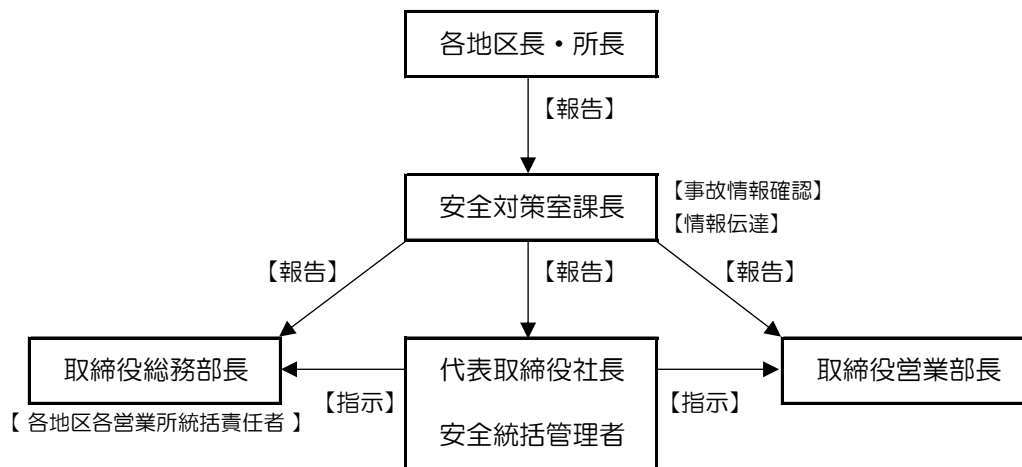 各地区長・所長
【報告】
安全対策室課長
【事故情報確認】
【情報伝達】
【報告】
【報告】
【報告】
取締役総務部長
代表取締役社長
取締役営業部長
【指示】
【指示】
【 各地区各営業所統括責任者 】
安全統括管理者